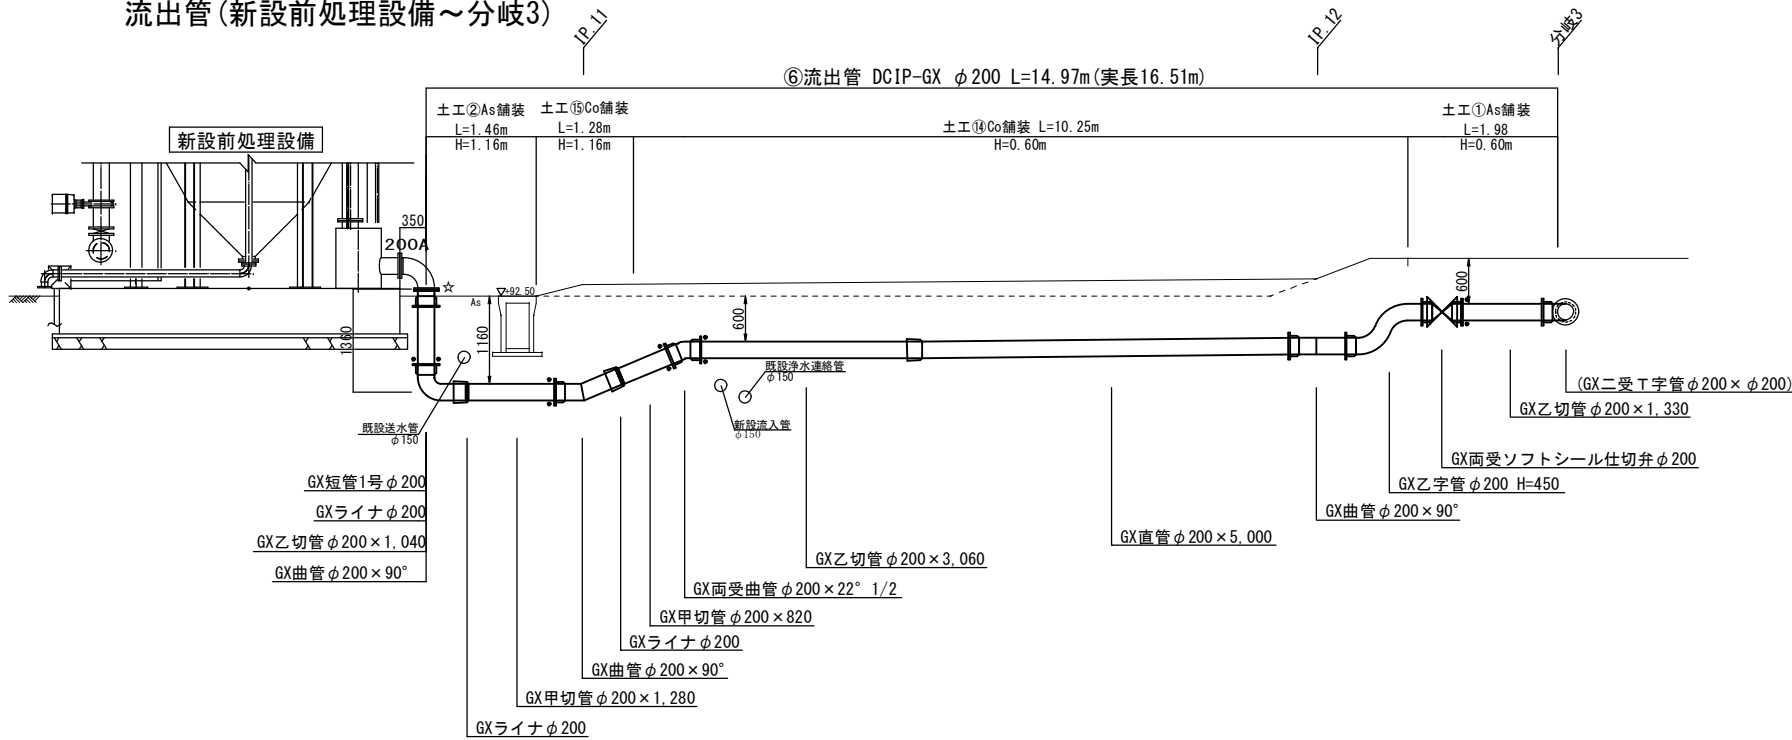 流出管(新設前処理設備～分岐3)
IP.11
IP.12
分岐3
⑥流出管 DCIP-GX φ200 L=14.97m(実長16.51m)
土工②As舗装
L=1.46m
H=1.16m
土工⑮Co舗装
L=1.28m
H=1.16m
土工⑭Co舗装 L=10.25m
H=0.60m
土工①As舗装
L=1.98
H=0.60m
新設前処理設備
350
200A
☆
As
▽+92.50
1360
1160
600
600
既設送水管
φ150
既設浄水連絡管
φ150
新設流入管
φ150
(GX二受T字管φ200×φ200)
GX乙切管φ200×1,330
GX両受ソフトシール仕切弁φ200
GX乙字管φ200 H=450
GX曲管φ200×90°
GX直管φ200×5,000
GX乙切管φ200×3,060
GX両受曲管φ200×22° 1/2
GX甲切管φ200×820
GXライナφ200
GX曲管φ200×90°
GX甲切管φ200×1,280
GXライナφ200
GX短管1号φ200
GXライナφ200
GX乙切管φ200×1,040
GX曲管φ200×90°